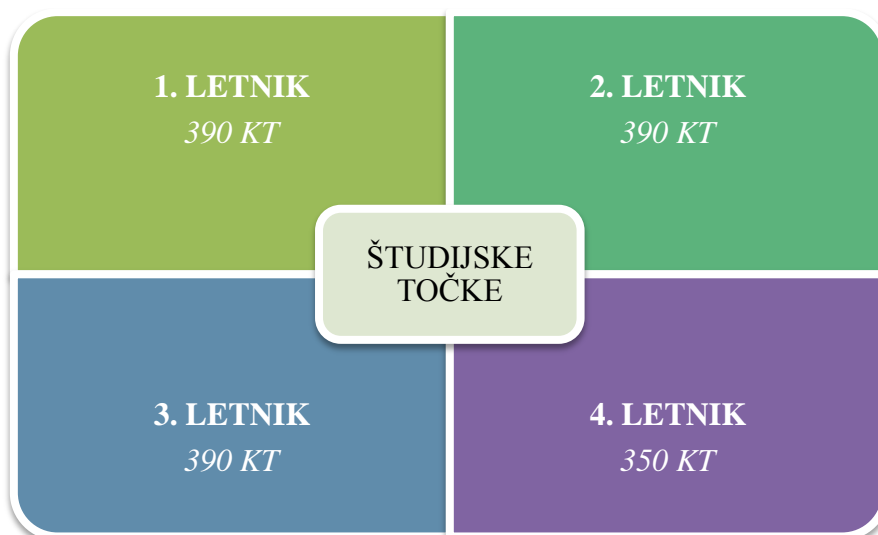 1. LETNIK
390 KT
2. LETNIK
390 KT
ŠTUDIJSKE
TOČKE
3. LETNIK
390 KT
4. LETNIK
350 KT